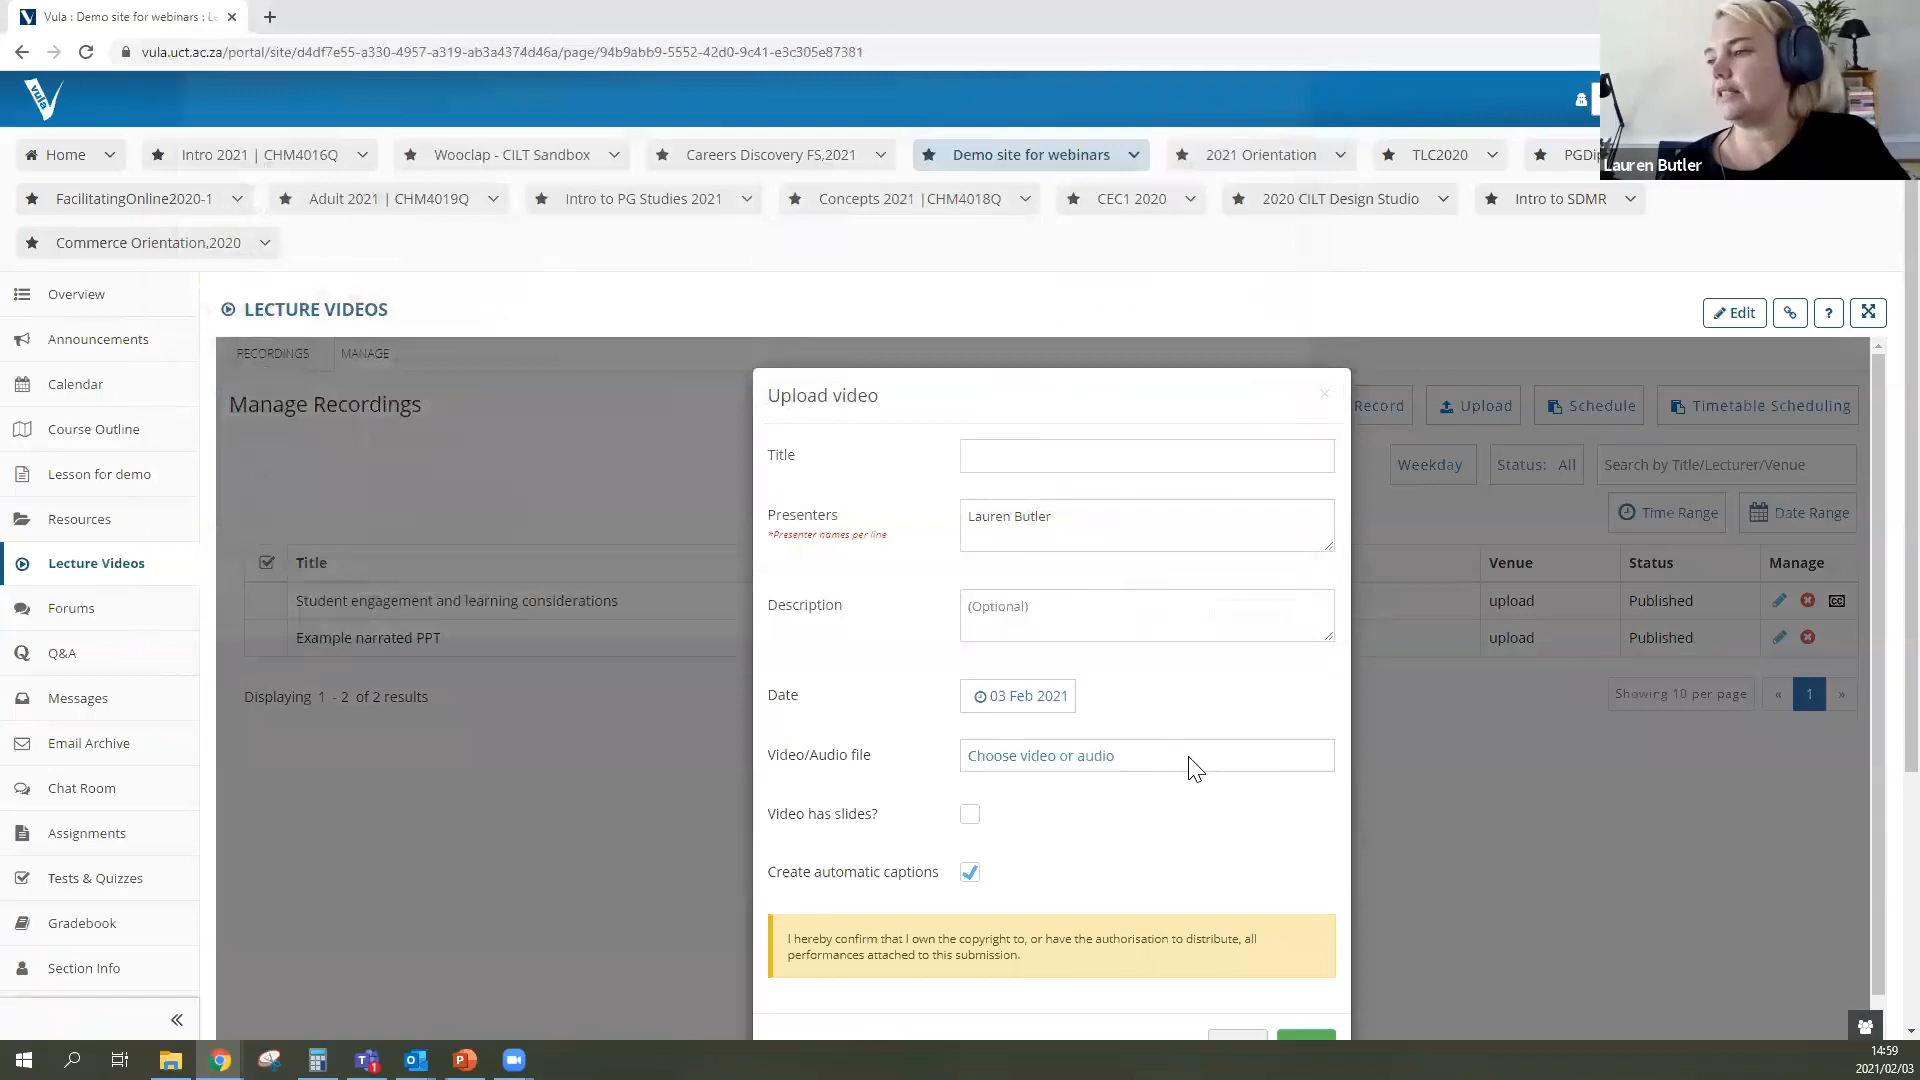 Vula : Demo site for webinars : Le
vula.uct.ac.za/portal/site/d4df7e55-a330-4957-a319-ab3a4374d46a/page/94b9abb9-5552-42d0-9c41-e3c305e87381
vula
Lauren Butler
Home
Intro 2021 | CHM4016Q
Wooclap - CILT Sandbox
Careers Discovery FS,2021
Demo site for webinars
2021 Orientation
TLC2020
PGDip
FacilitatingOnline2020-1
Adult 2021 | CHM4019Q
Intro to PG Studies 2021
Concepts 2021 |CHM4018Q
CEC1 2020
2020 CILT Design Studio
Intro to SDMR
Commerce Orientation,2020
Overview
Announcements
Calendar
Course Outline
Lesson for demo
Resources
Lecture Videos
Forums
Q&A
Messages
Email Archive
Chat Room
Assignments
Tests & Quizzes
Gradebook
Section Info
LECTURE VIDEOS
Edit
?
RECORDINGS
MANAGE
Manage Recordings
Record
Upload
Schedule
Timetable Scheduling
Weekday
Status: All
Search by Title/Lecturer/Venue
Time Range
Date Range
Title
Venue
Status
Manage
Student engagement and learning considerations
upload
Published
CC
Example narrated PPT
upload
Published
Displaying 1 - 2 of 2 results
Showing 10 per page
«
1
»
Upload video
×
Title
Presenters
*Presenter names per line
Lauren Butler
Description
(Optional)
Date
03 Feb 2021
Video/Audio file
Choose video or audio
Video has slides?
Create automatic captions
I hereby confirm that I own the copyright to, or have the authorisation to distribute, all
performances attached to this submission.
14:59
2021/02/03